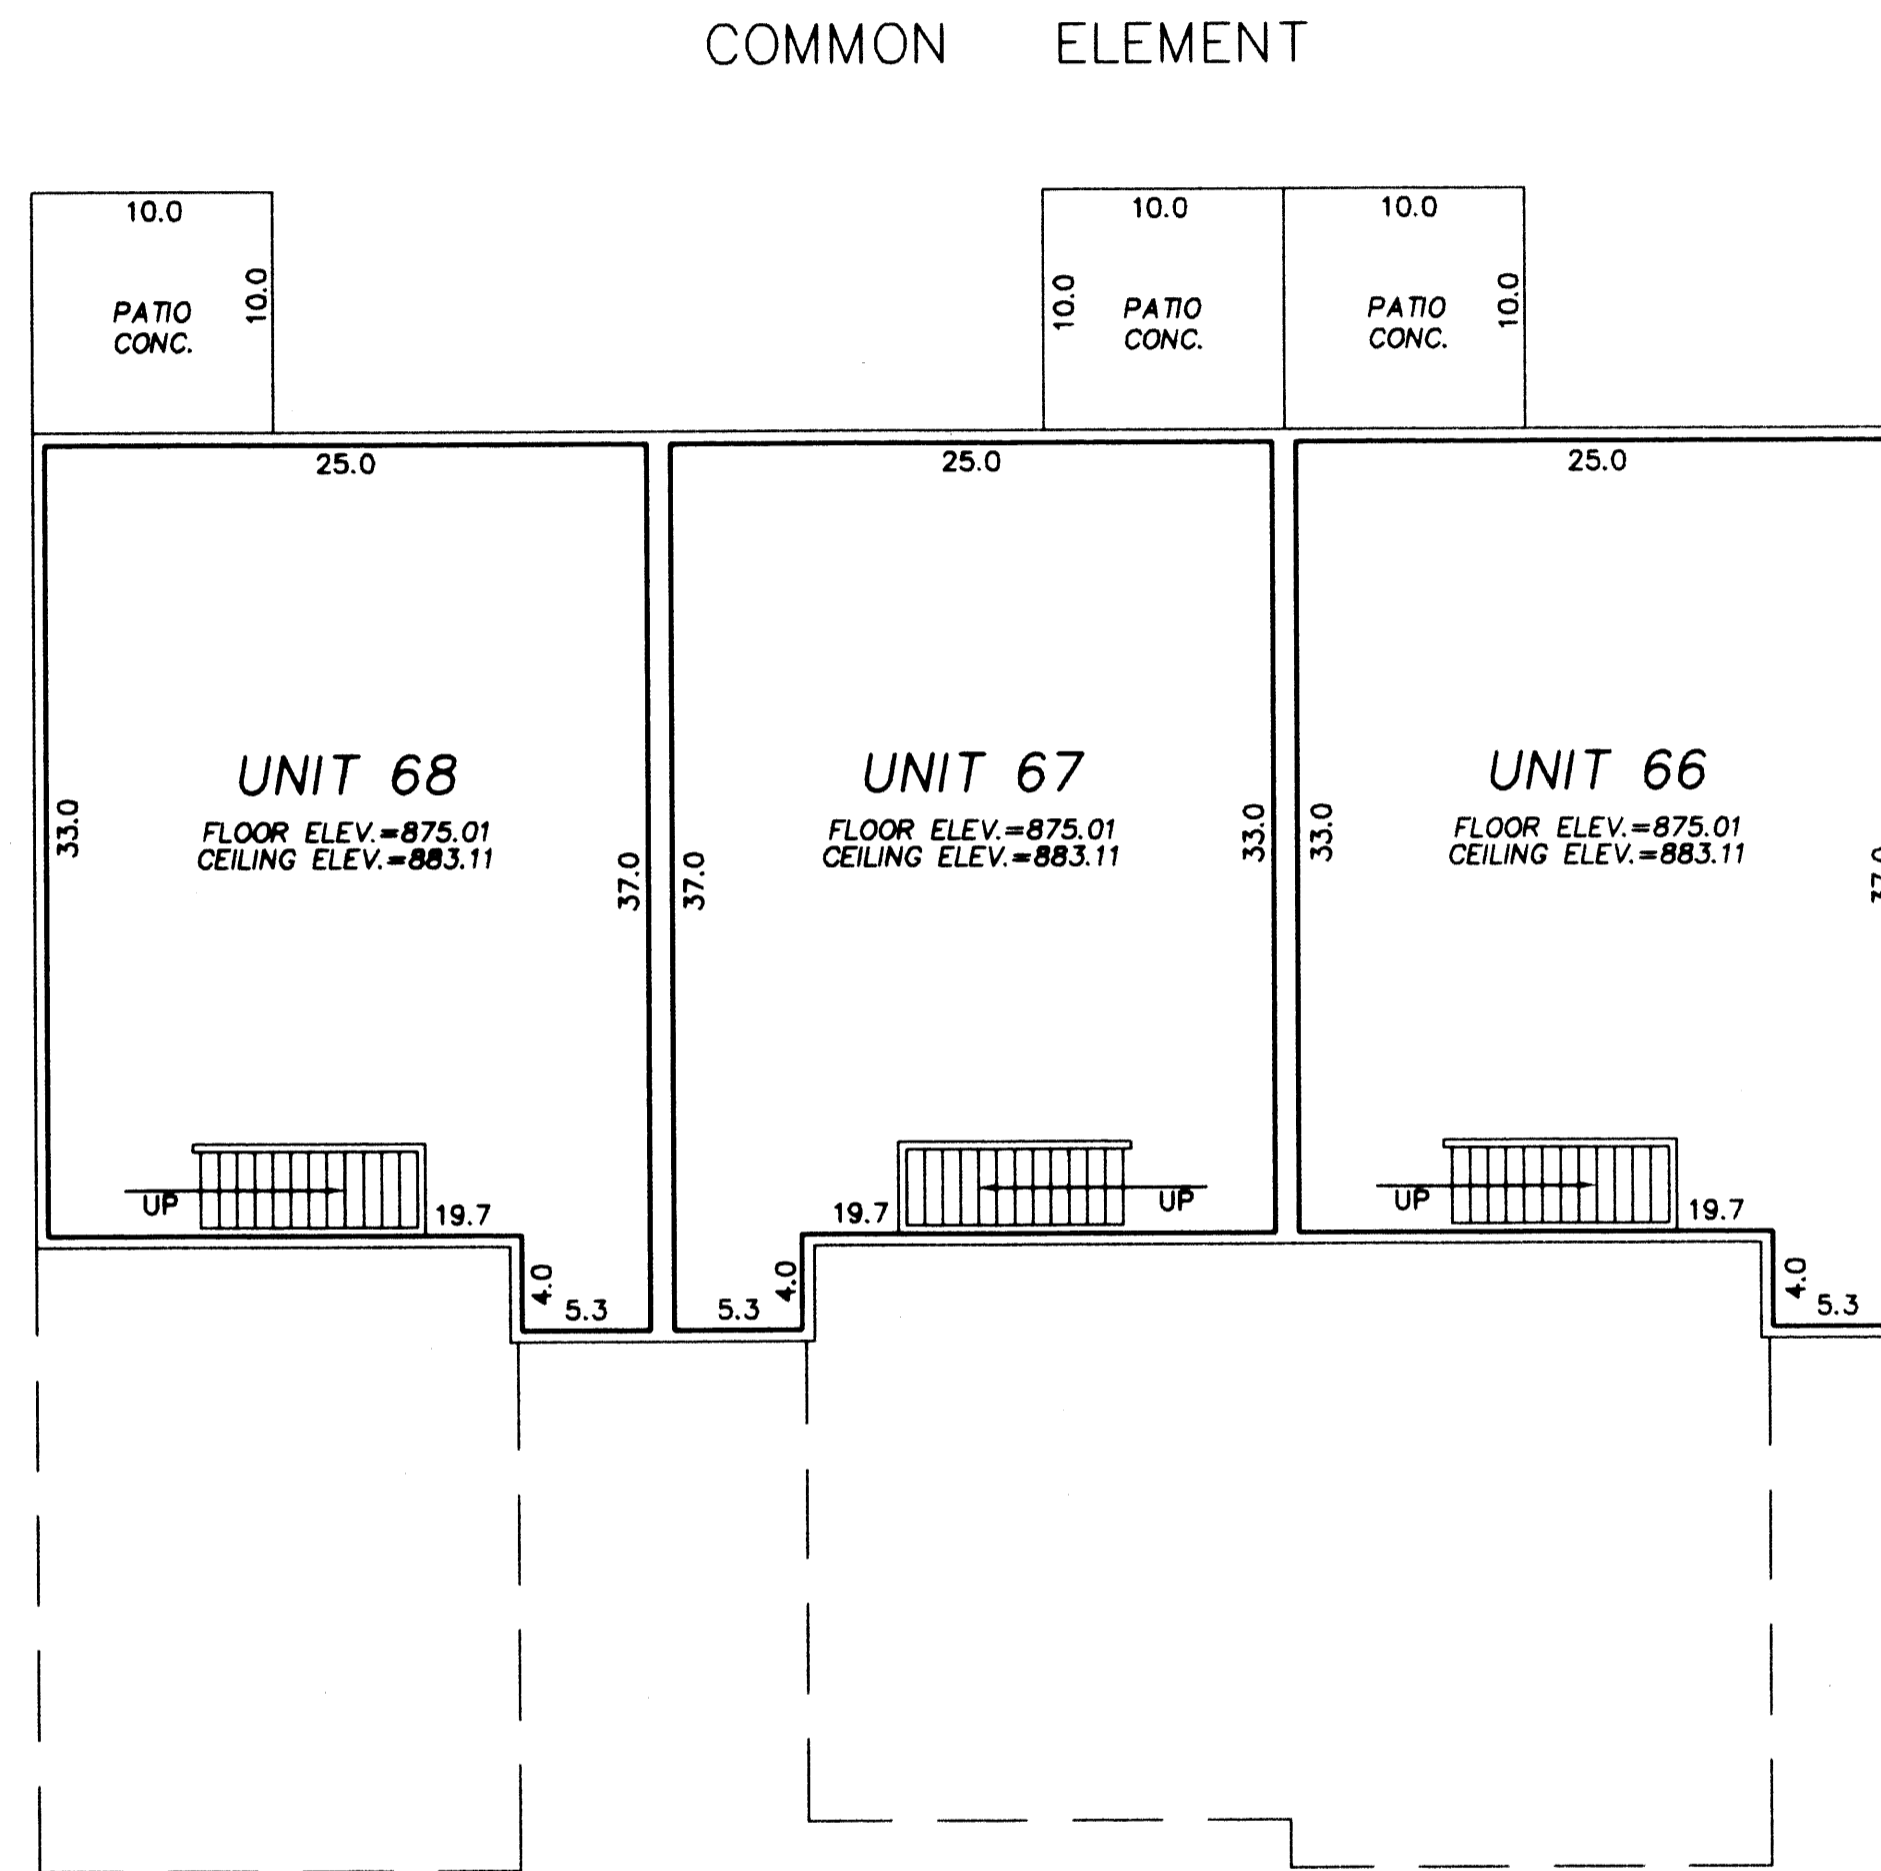 COMMON ELEMENT
10.0
10.0
PATIO
CONC.
10.0
10.0
PATIO
CONC.
10.0
10.0
PATIO
CONC.
25.0
25.0
25.0
UNIT 68
FLOOR ELEV.=875.01
CEILING ELEV.=883.11
33.0
37.0
UNIT 67
FLOOR ELEV.=875.01
CEILING ELEV.=883.11
37.0
33.0
UNIT 66
FLOOR ELEV.=875.01
CEILING ELEV.=883.11
33.0
37.0
UP
19.7
19.7
UP
UP
19.7
4.0
5.3
5.3
4.0
4.0
5.3